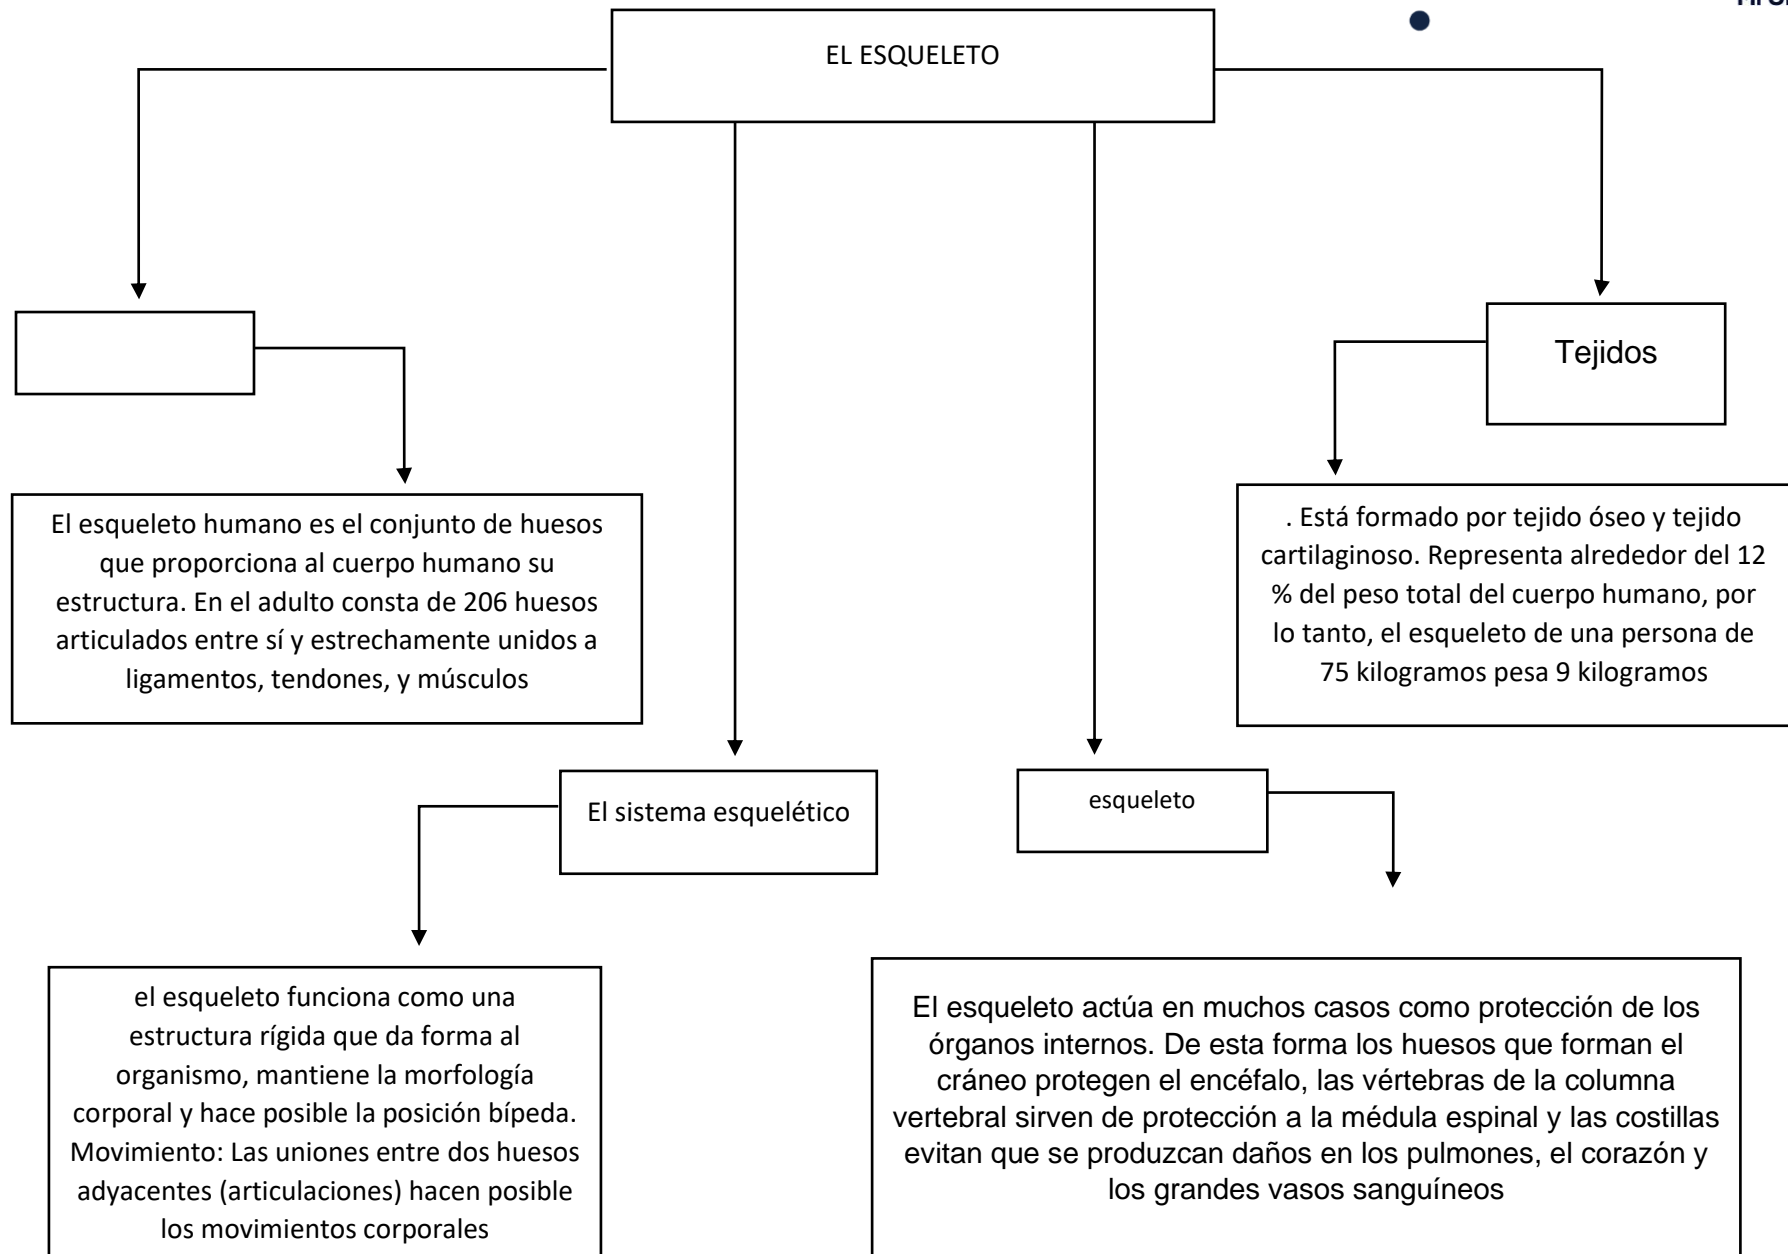 EL ESQUELETO
Tejidos
El esqueleto humano es el conjunto de huesos
que proporciona al cuerpo humano su
estructura. En el adulto consta de 206 huesos
articulados entre sí y estrechamente unidos a
ligamentos, tendones, y músculos
. Está formado por tejido óseo y tejido
cartilaginoso. Representa alrededor del 12
% del peso total del cuerpo humano, por
lo tanto, el esqueleto de una persona de
75 kilogramos pesa 9 kilogramos
El sistema esquelético
esqueleto
el esqueleto funciona como una
estructura rígida que da forma al
organismo, mantiene la morfología
corporal y hace posible la posición bípeda.
Movimiento: Las uniones entre dos huesos
adyacentes (articulaciones) hacen posible
los movimientos corporales
El esqueleto actúa en muchos casos como protección de los
órganos internos. De esta forma los huesos que forman el
cráneo protegen el encéfalo, las vértebras de la columna
vertebral sirven de protección a la médula espinal y las costillas
evitan que se produzcan daños en los pulmones, el corazón y
los grandes vasos sanguíneos